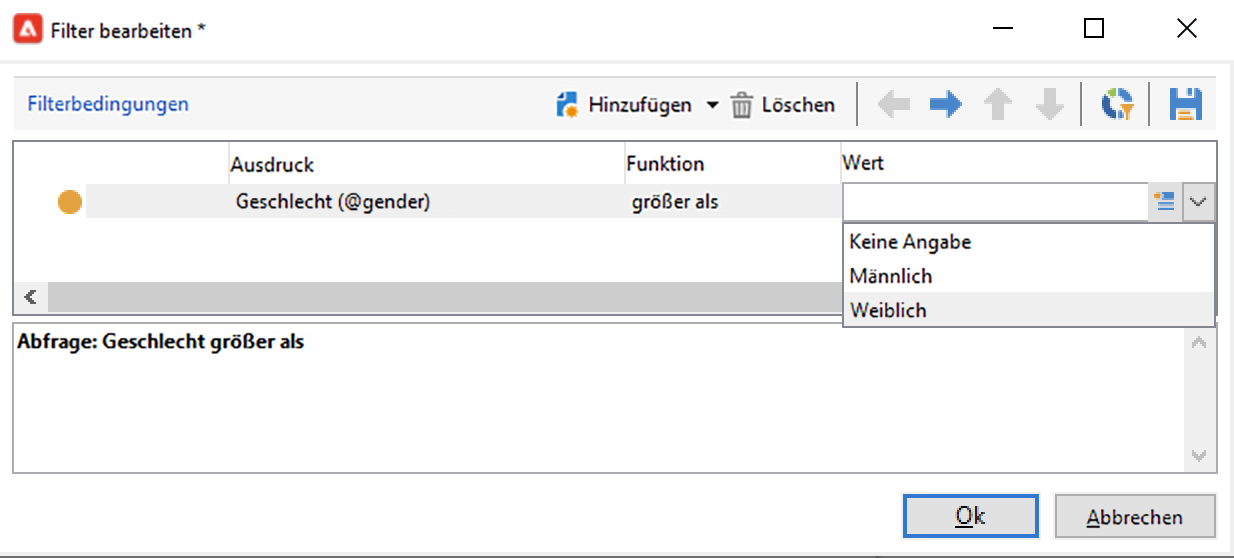 Filter bearbeiten *
Filterbedingungen Hinzufügen Löschen
Ausdruck Funktion Wert
Geschlecht (@gender) größer als
Keine Angabe
Männlich
Weiblich
Abfrage: Geschlecht größer als
Ok Abbrechen